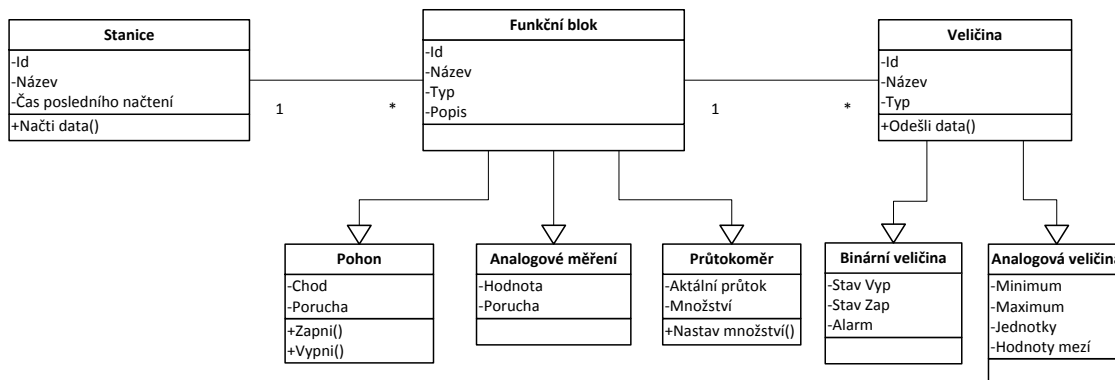 Stanice
-Id
-Název
-Čas posledního načtení
+Načti data()
1
*
Funkční blok
-Id
-Název
-Typ
-Popis
1
*
Veličina
-Id
-Název
-Typ
+Odešli data()
Pohon
-Chod
-Porucha
+Zapni()
+Vypni()
Analogové měření
-Hodnota
-Porucha
Průtokoměr
-Aktální průtok
-Množství
+Nastav množství()
Binární veličina
-Stav Vyp
-Stav Zap
-Alarm
Analogová veličina
-Minimum
-Maximum
-Jednotky
-Hodnoty mezí